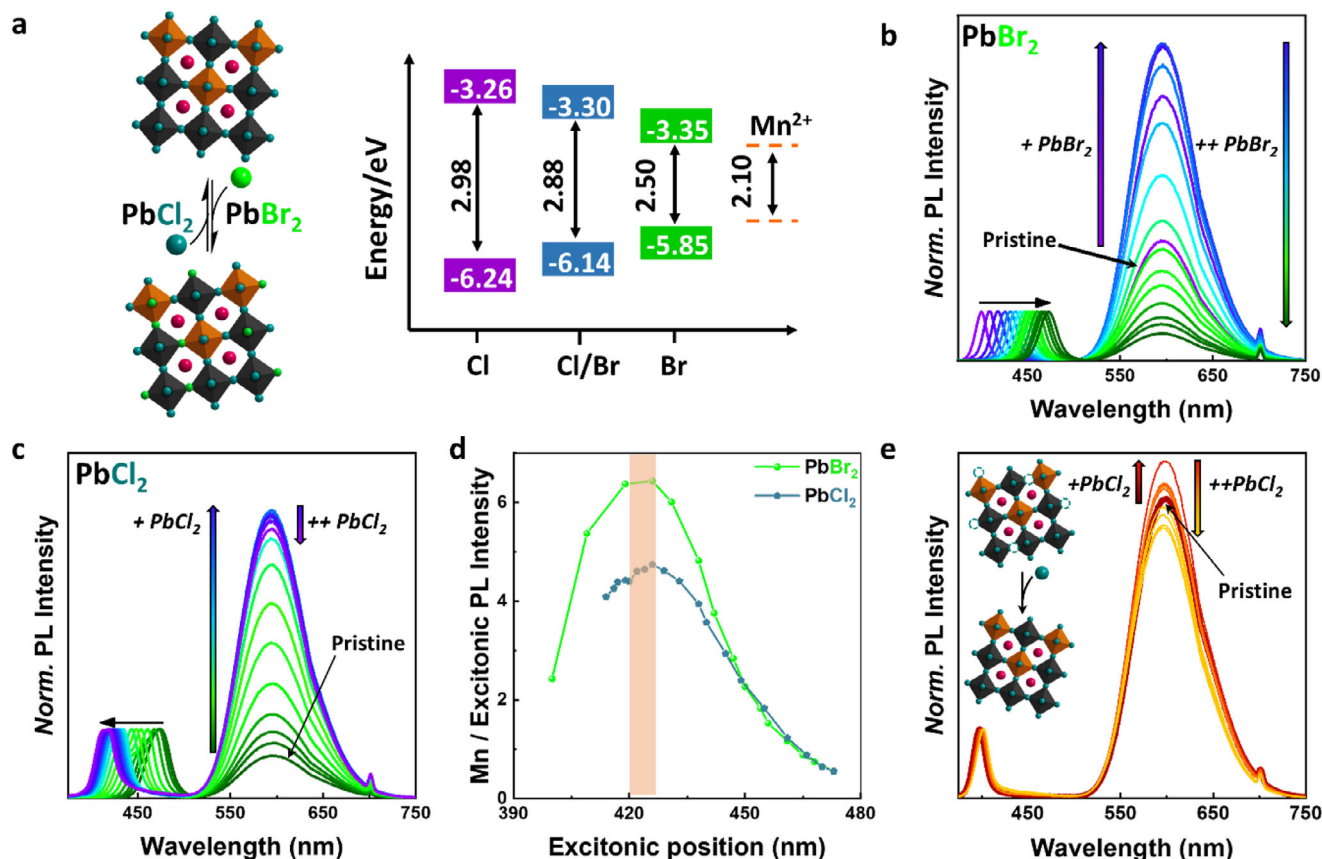 a
PbCl₂
PbBr₂
Energy/eV
-3.26
-3.30
-3.35
Mn²⁺
2.98
2.88
2.50
2.10
-6.24
-6.14
-5.85
Cl
Cl/Br
Br
b
PbBr₂
Norm. PL Intensity
+ PbBr₂
++ PbBr₂
Pristine
450
550
650
750
Wavelength (nm)
c
PbCl₂
Norm. PL Intensity
+ PbCl₂
++ PbCl₂
Pristine
450
550
650
750
Wavelength (nm)
d
Mn / Excitonic PL Intensity
PbBr₂
PbCl₂
6
4
2
0
390
420
450
480
Excitonic position (nm)
e
Norm. PL Intensity
+PbCl₂
++PbCl₂
Pristine
450
550
650
750
Wavelength (nm)